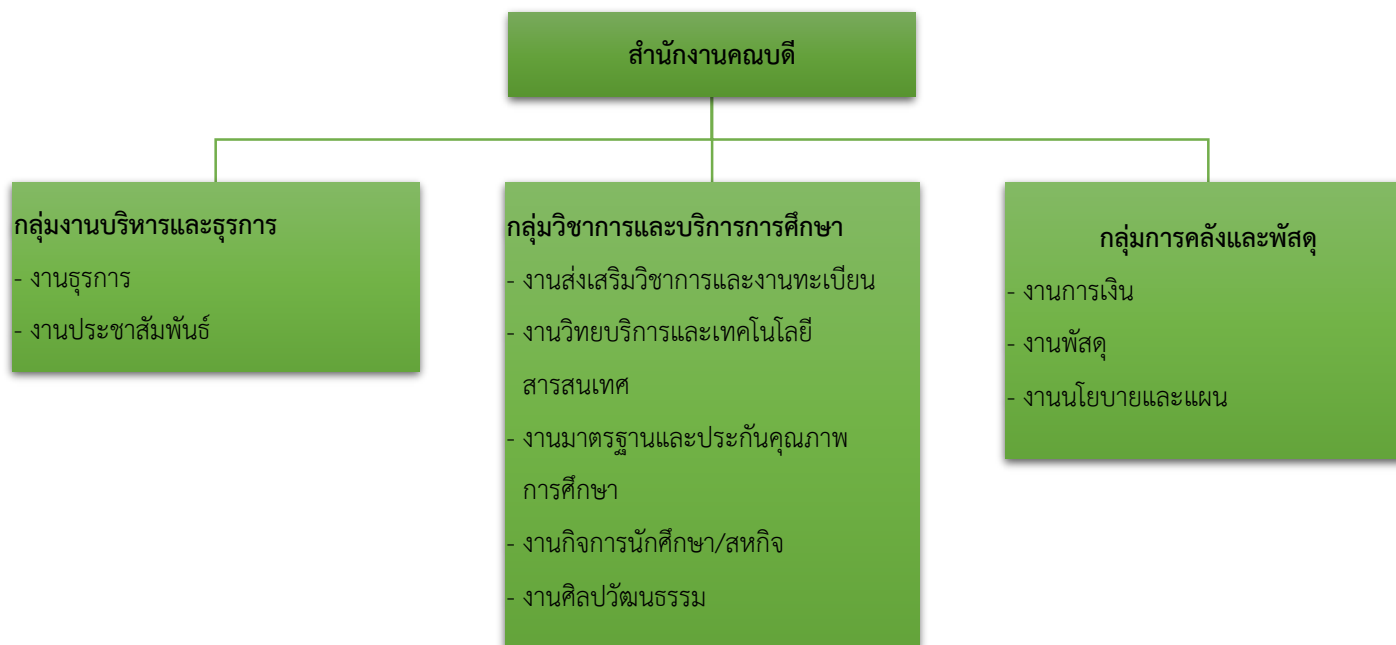 สำนักงานคณบดี
กลุ่มงานบริหารและธุรการ
- งานธุรการ
- งานประชาสัมพันธ์
กลุ่มวิชาการและบริการการศึกษา
- งานส่งเสริมวิชาการและงานทะเบียน
- งานวิทยบริการและเทคโนโลยี
สารสนเทศ
- งานมาตรฐานและประกันคุณภาพ
การศึกษา
- งานกิจการนักศึกษา/สหกิจ
- งานศิลปวัฒนธรรม
กลุ่มการคลังและพัสดุ
- งานการเงิน
- งานพัสดุ
- งานนโยบายและแผน